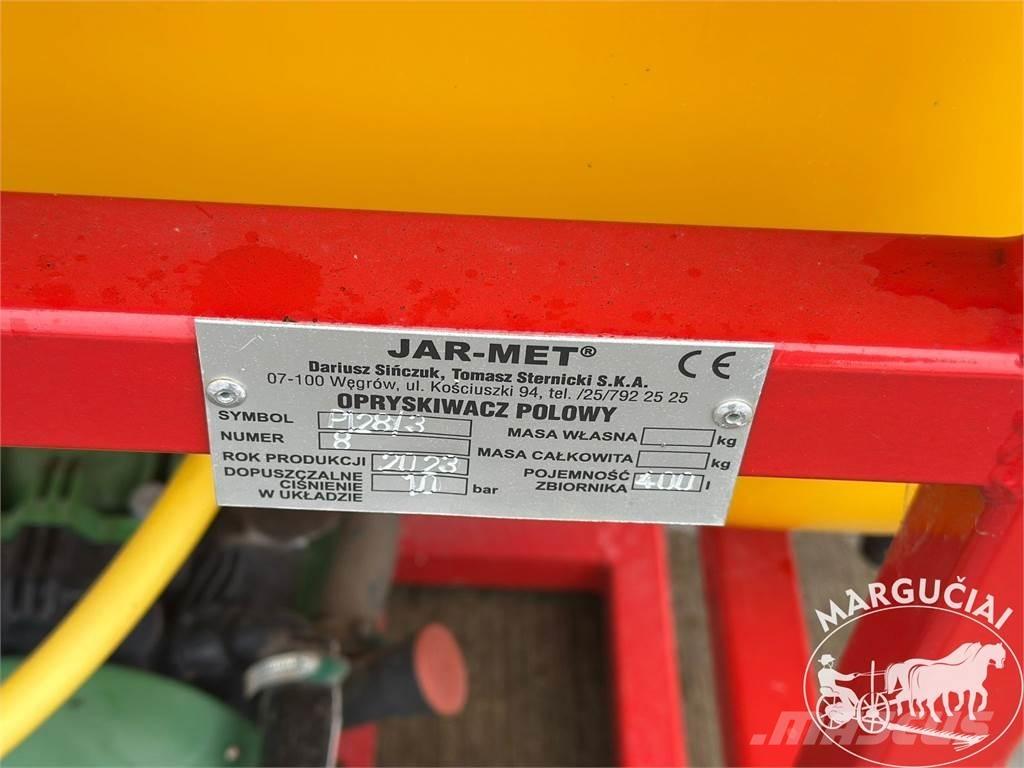 JAR-MET®
CE
Dariusz Sińczuk, Tomasz Sternicki S.K.A.
07-100 Węgrów, ul. Kościuszki 94, tel. /25/792 25 25
OPRYSKIWACZ POLOWY
SYMBOL P128/3
NUMER 8
ROK PRODUKCJI 2023
DOPUSZCZALNE
CIŚNIENIE
W UKŁADZIE 10 bar
MASA WŁASNA kg
MASA CAŁKOWITA kg
POJEMNOŚĆ
ZBIORNIKA 400 l
MARGUČIAI
Mascus